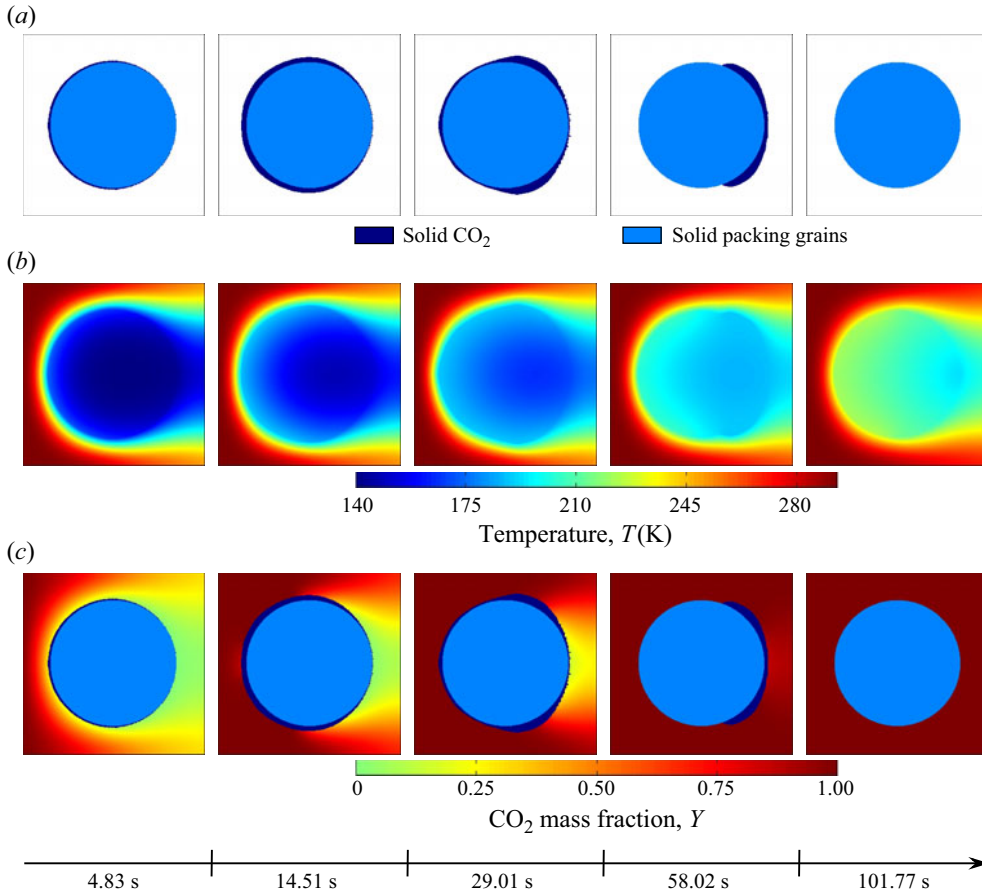 (a)
Solid CO₂ Solid packing grains
(b)
140 175 210 245 280
Temperature, T(K)
(c)
0 0.25 0.50 0.75 1.00
CO₂ mass fraction, Y
4.83 s 14.51 s 29.01 s 58.02 s 101.77 s